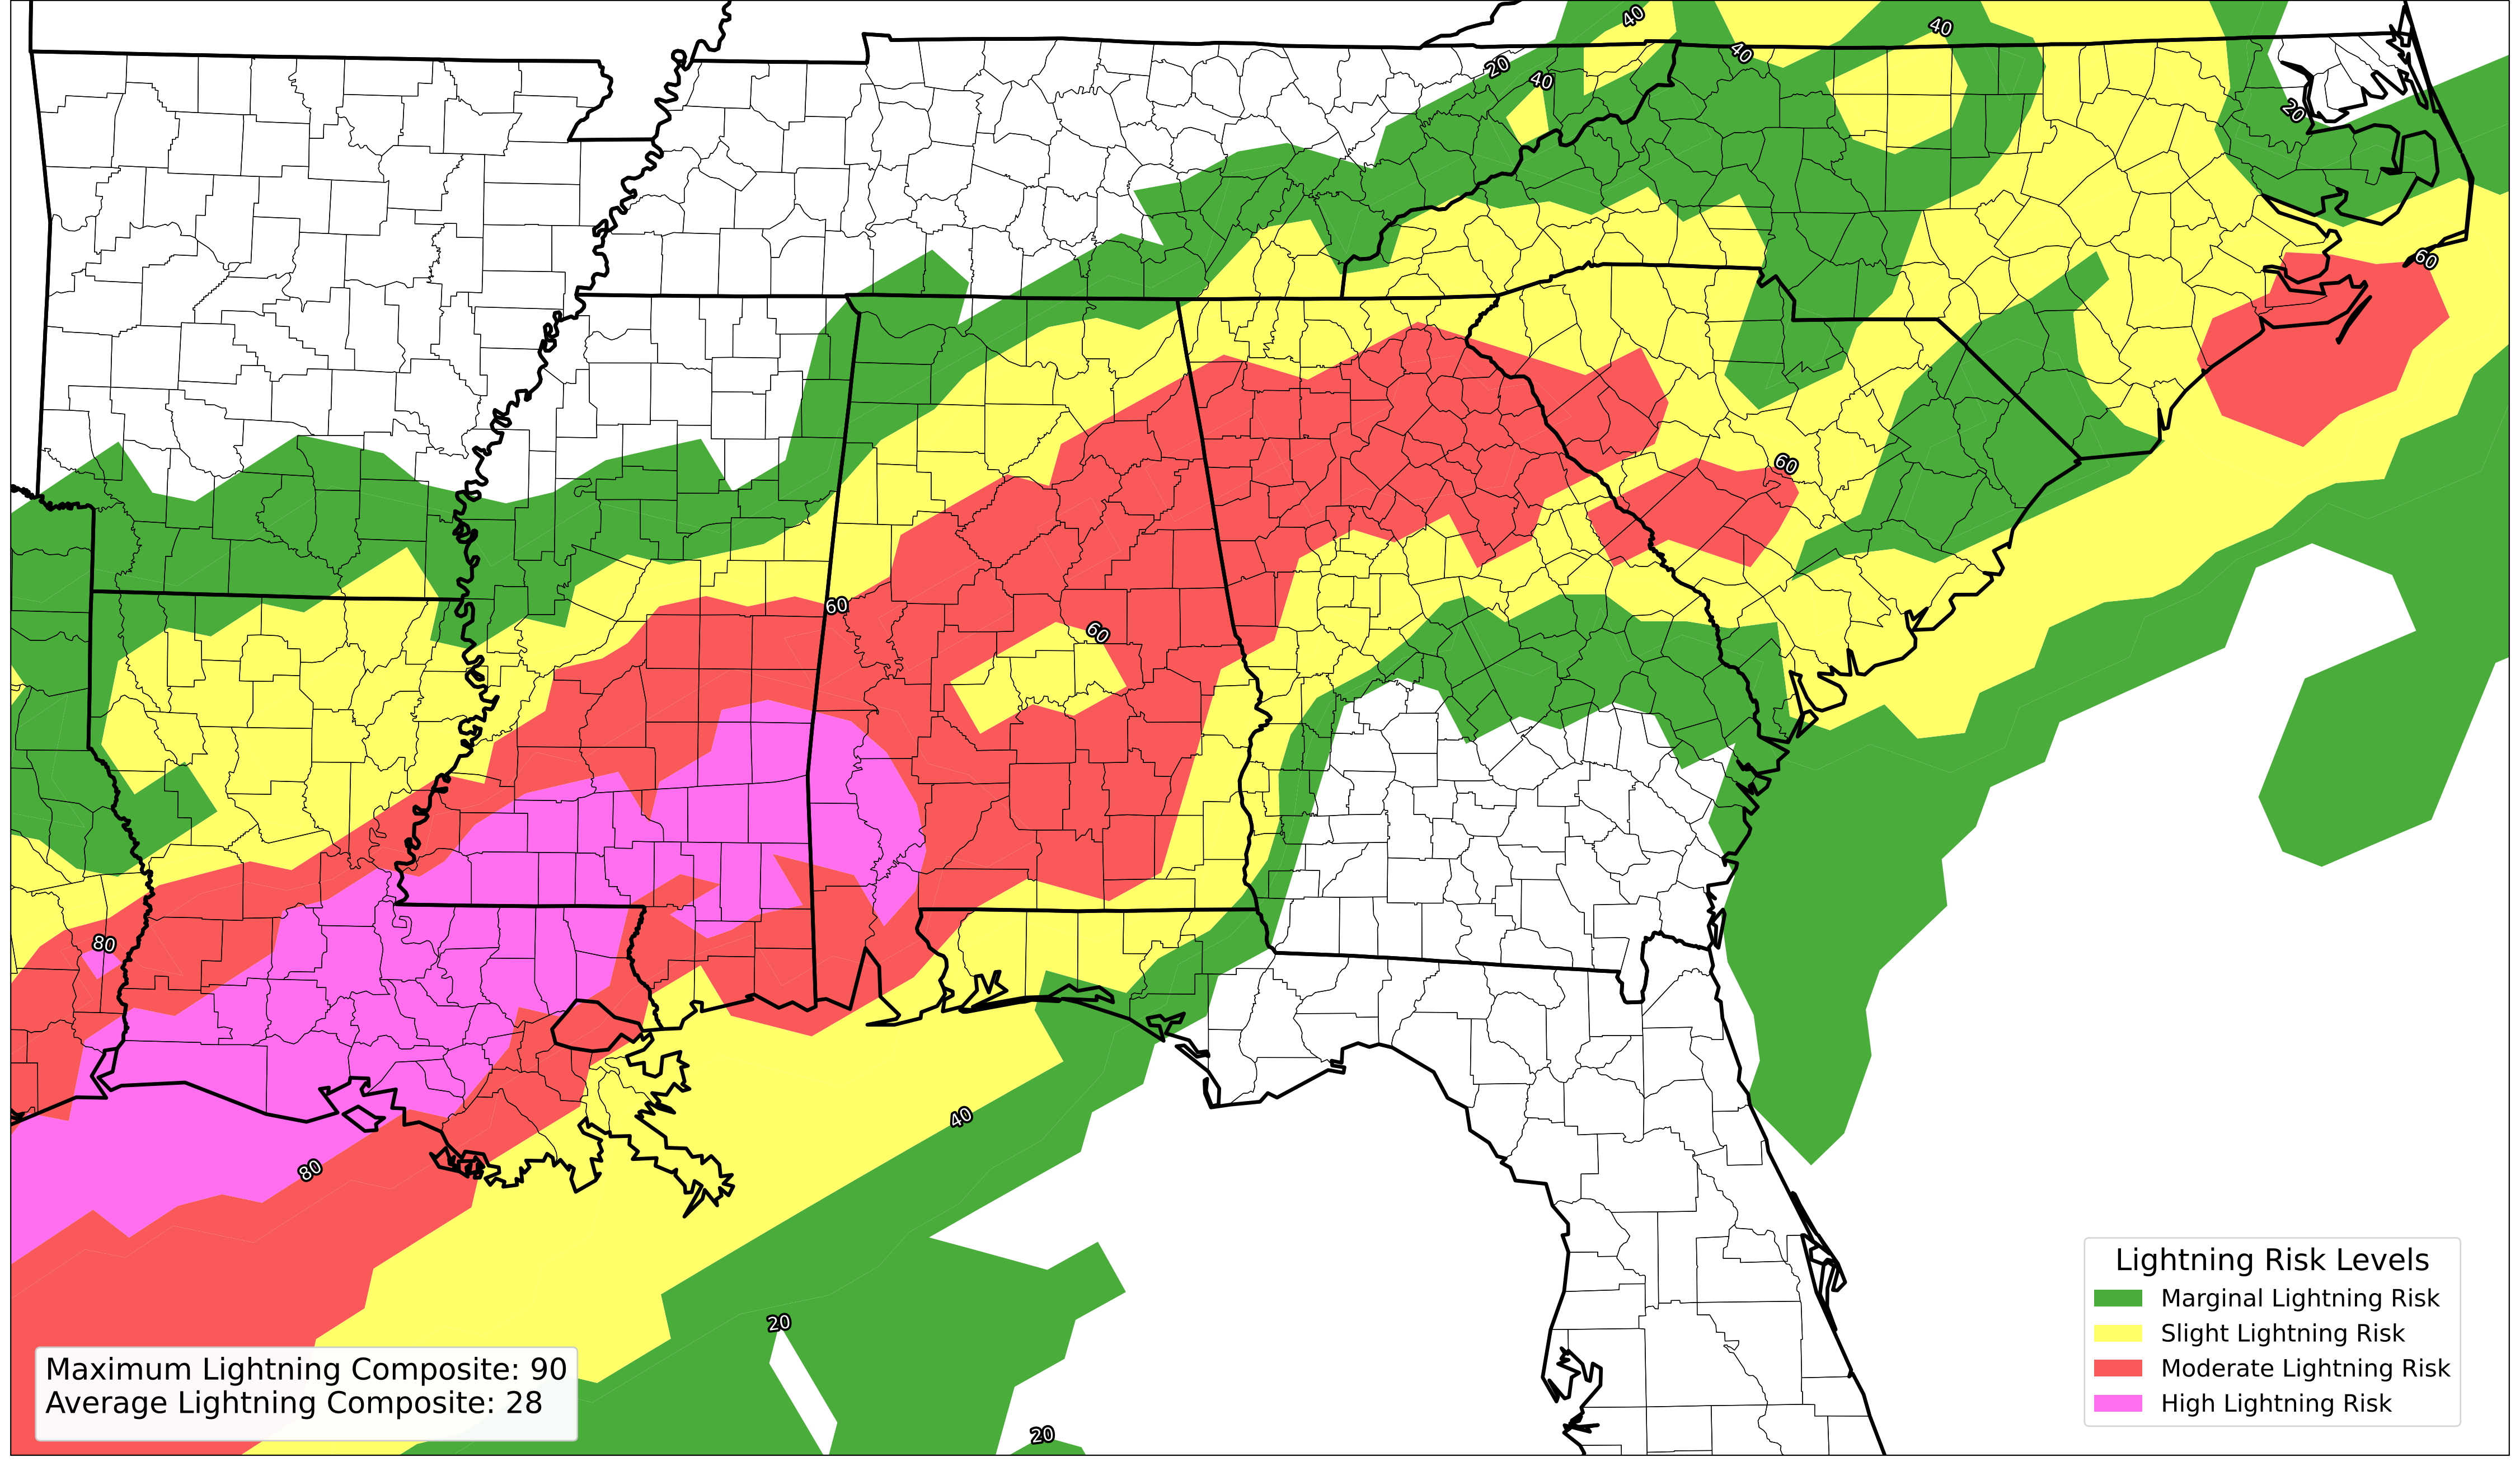 40
40
40
20
40
20
60
60
60
60
80
40
80
20
20
Lightning Risk Levels
Marginal Lightning Risk
Slight Lightning Risk
Moderate Lightning Risk
High Lightning Risk
Maximum Lightning Composite: 90
Average Lightning Composite: 28